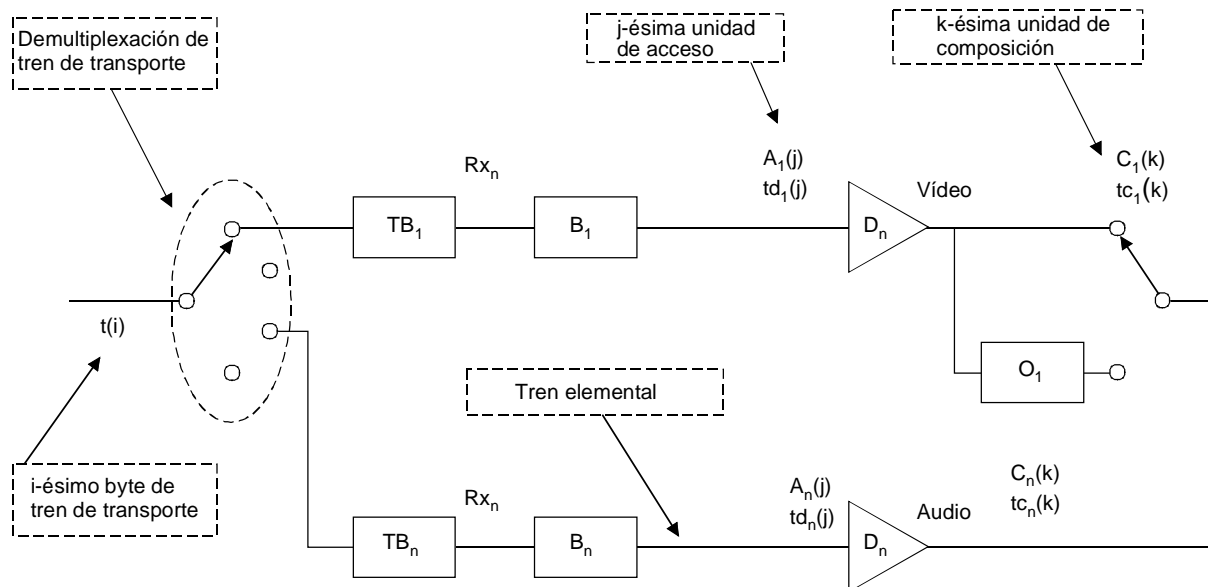 Demultiplexación de
tren de transporte
j-ésima unidad
de acceso
k-ésima unidad de
composición
A1(j)
td1(j)
C1(k)
tc1(k)
Rxn
Vídeo
TB1
B1
Dn
t(i)
O1
Tren elemental
i-ésimo byte de
tren de transporte
Rxn
An(j)
tdn(j)
Cn(k)
tcn(k)
Audio
TBn
Bn
Dn